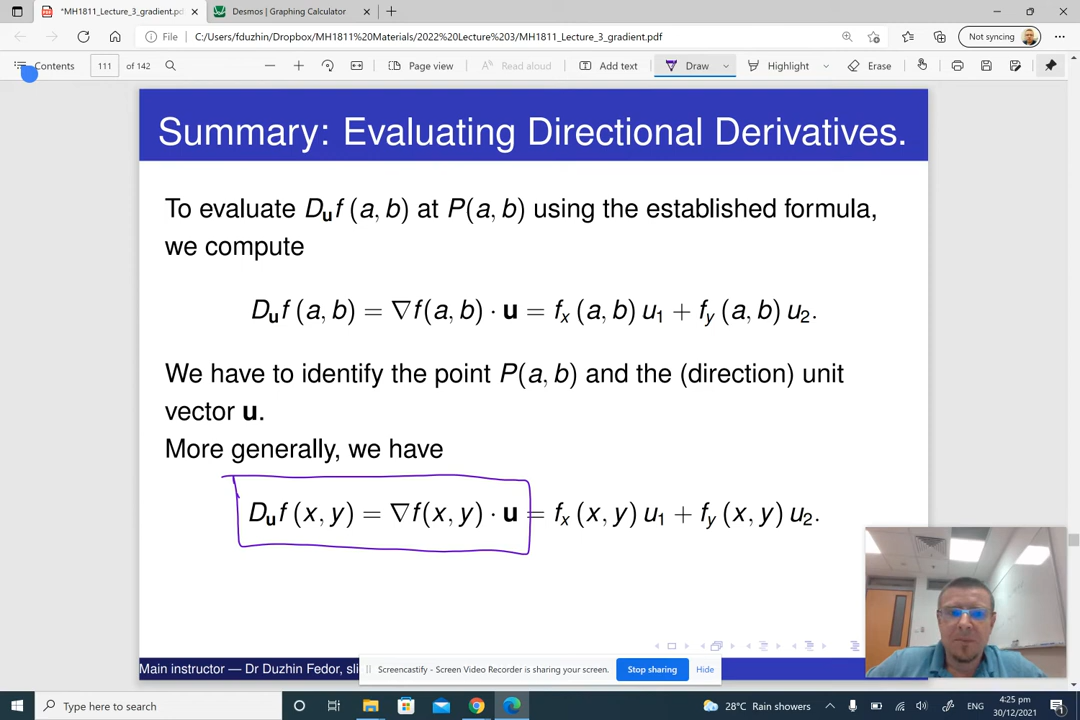 *MH1811_Lecture_3_gradient.pdf
Desmos | Graphing Calculator
File
C:/Users/fduzhin/Dropbox/MH1811%20Materials/2022%20Lecture%203/MH1811_Lecture_3_gradient.pdf
Not syncing
Contents
111 of 142
Page view
Read aloud
Add text
Draw
Highlight
Erase
Summary: Evaluating Directional Derivatives.
To evaluate D_u f (a, b) at P(a, b) using the established formula,
we compute
D_u f (a, b) = ∇f(a, b) · u = f_x (a, b) u_1 + f_y (a, b) u_2.
We have to identify the point P(a, b) and the (direction) unit
vector u.
More generally, we have
D_u f (x, y) = ∇f(x, y) · u = f_x (x, y) u_1 + f_y (x, y) u_2.
Main instructor — Dr Duzhin Fedor, sli
Screencastify - Screen Video Recorder is sharing your screen.
Stop sharing
Hide
Type here to search
28°C Rain showers
ENG
4:25 pm
30/12/2021
1